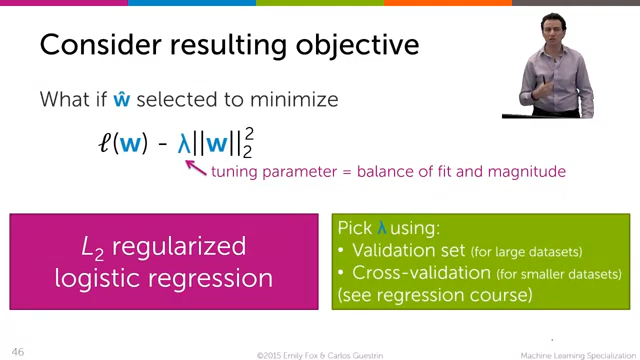 Consider resulting objective
What if ŵ selected to minimize
ℓ(w) - λ||w||₂²
tuning parameter = balance of fit and magnitude
L₂ regularized
logistic regression
Pick λ using:
• Validation set (for large datasets)
• Cross-validation (for smaller datasets)
(see regression course)
46
©2015 Emily Fox & Carlos Guestrin
Machine Learning Specialization